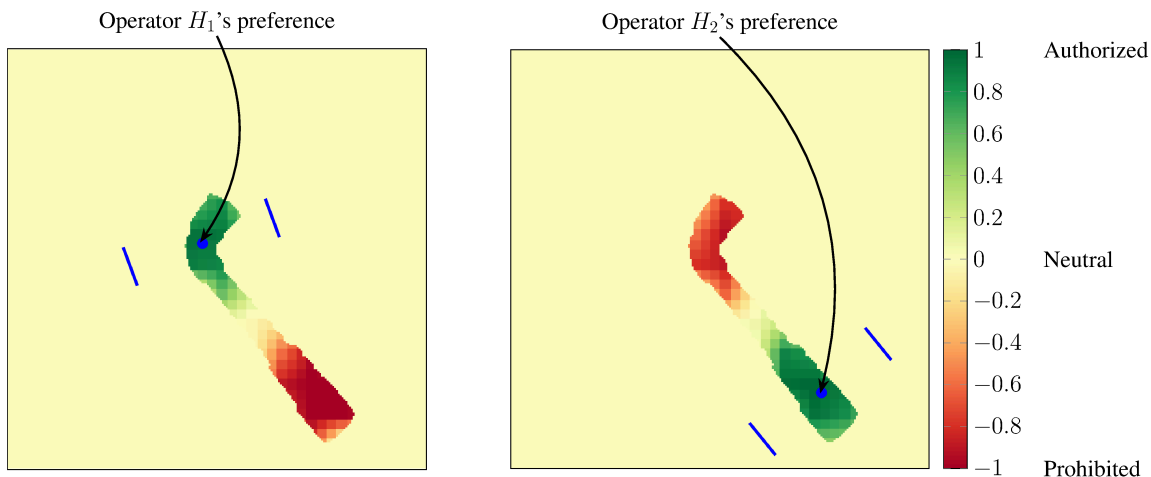 Operator H₁'s preference
Operator H₂'s preference
1
0.8
0.6
0.4
0.2
0
−0.2
−0.4
−0.6
−0.8
−1
Authorized
Neutral
Prohibited